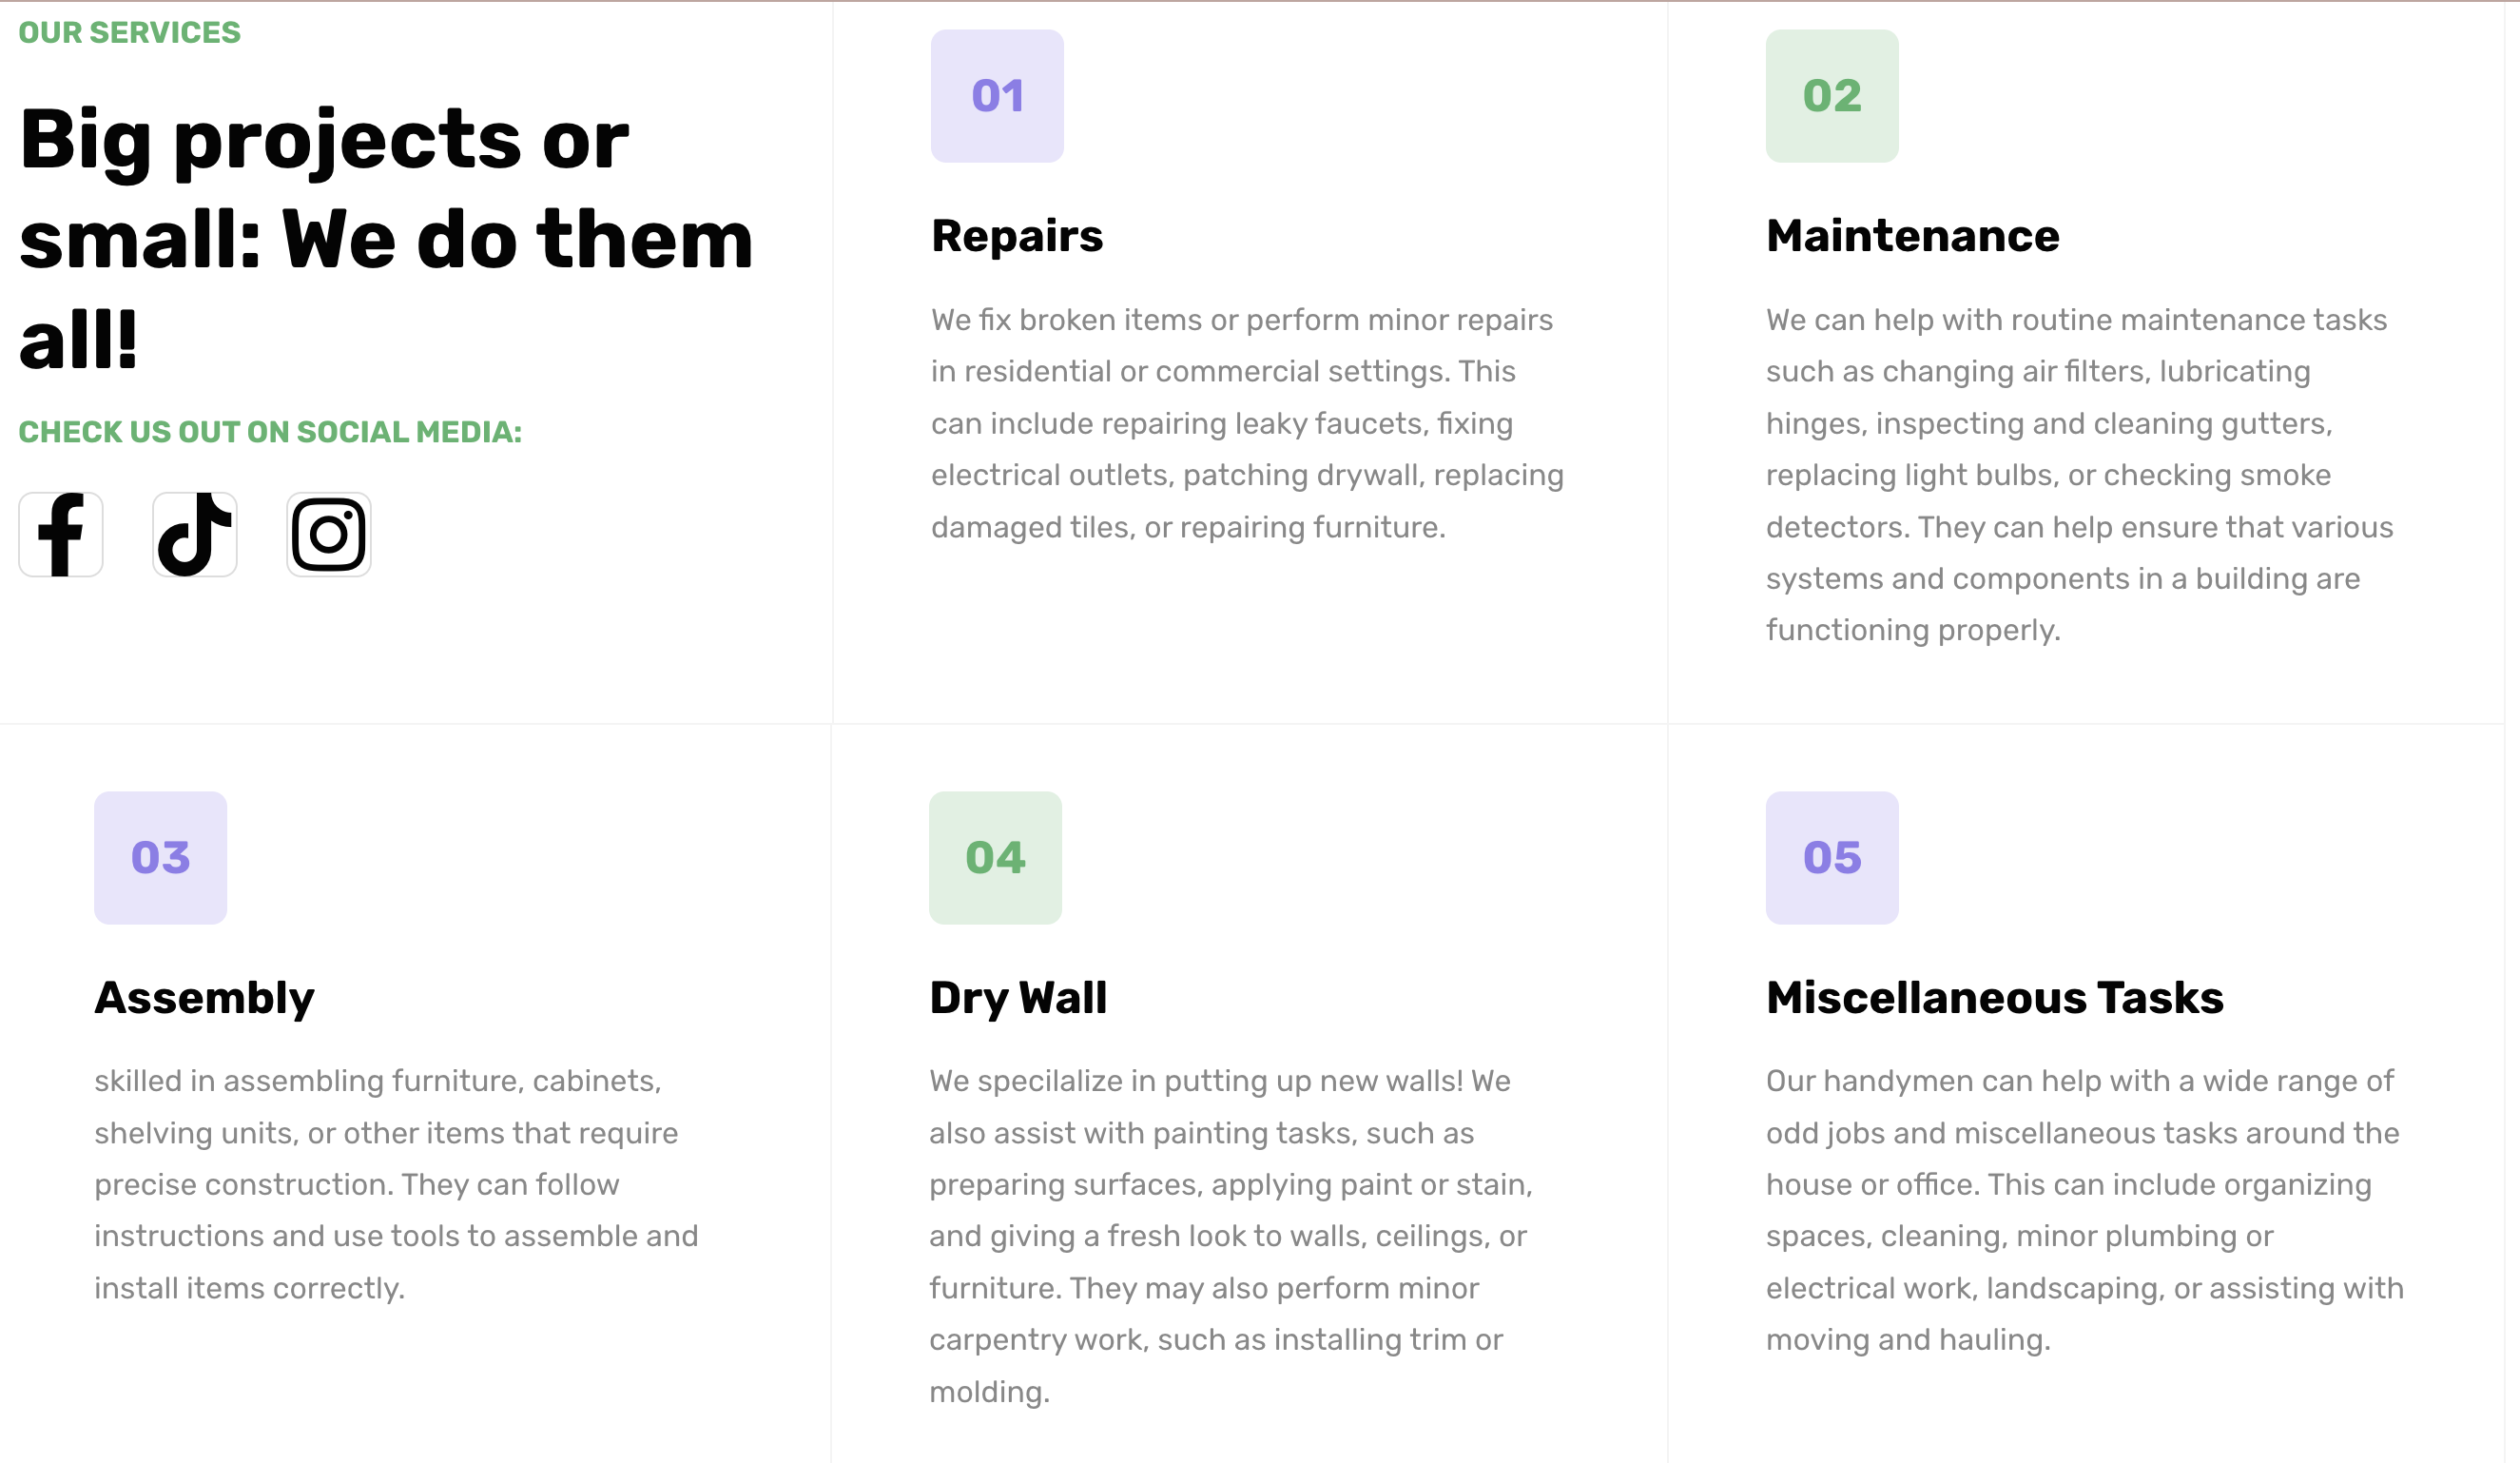 OUR SERVICES
Big projects or
small: We do them
all!
CHECK US OUT ON SOCIAL MEDIA:
01
Repairs
We fix broken items or perform minor repairs
in residential or commercial settings. This
can include repairing leaky faucets, fixing
electrical outlets, patching drywall, replacing
damaged tiles, or repairing furniture.
02
Maintenance
We can help with routine maintenance tasks
such as changing air filters, lubricating
hinges, inspecting and cleaning gutters,
replacing light bulbs, or checking smoke
detectors. They can help ensure that various
systems and components in a building are
functioning properly.
03
Assembly
skilled in assembling furniture, cabinets,
shelving units, or other items that require
precise construction. They can follow
instructions and use tools to assemble and
install items correctly.
04
Dry Wall
We specilalize in putting up new walls! We
also assist with painting tasks, such as
preparing surfaces, applying paint or stain,
and giving a fresh look to walls, ceilings, or
furniture. They may also perform minor
carpentry work, such as installing trim or
molding.
05
Miscellaneous Tasks
Our handymen can help with a wide range of
odd jobs and miscellaneous tasks around the
house or office. This can include organizing
spaces, cleaning, minor plumbing or
electrical work, landscaping, or assisting with
moving and hauling.